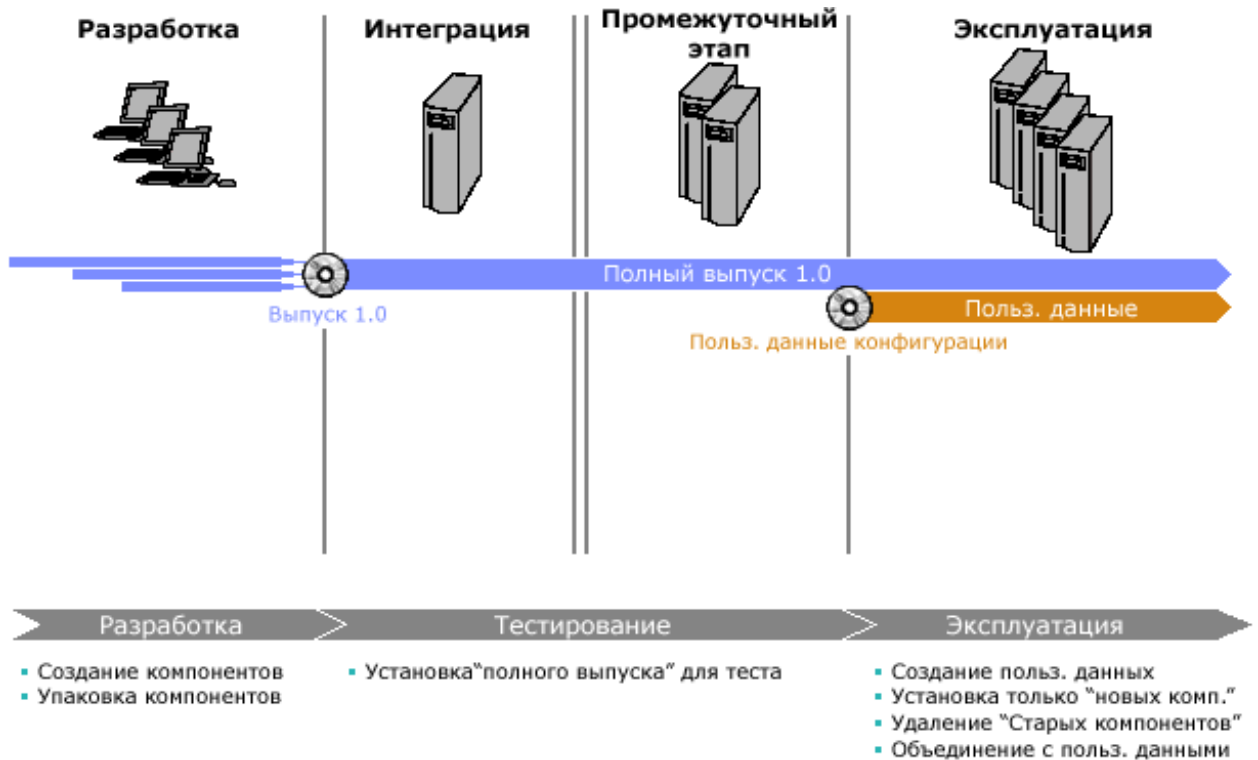 Разработка
Интеграция
Промежуточный
этап
Эксплуатация
Полный выпуск 1.0
Выпуск 1.0
Польз. данные
Польз. данные конфигурации
Разработка
Тестирование
Эксплуатация
▪ Создание компонентов
▪ Упаковка компонентов
▪ Установка“полного выпуска” для теста
▪ Создание польз. данных
▪ Установка только “новых комп.”
▪ Удаление “Старых компонентов”
▪ Объединение с польз. данными